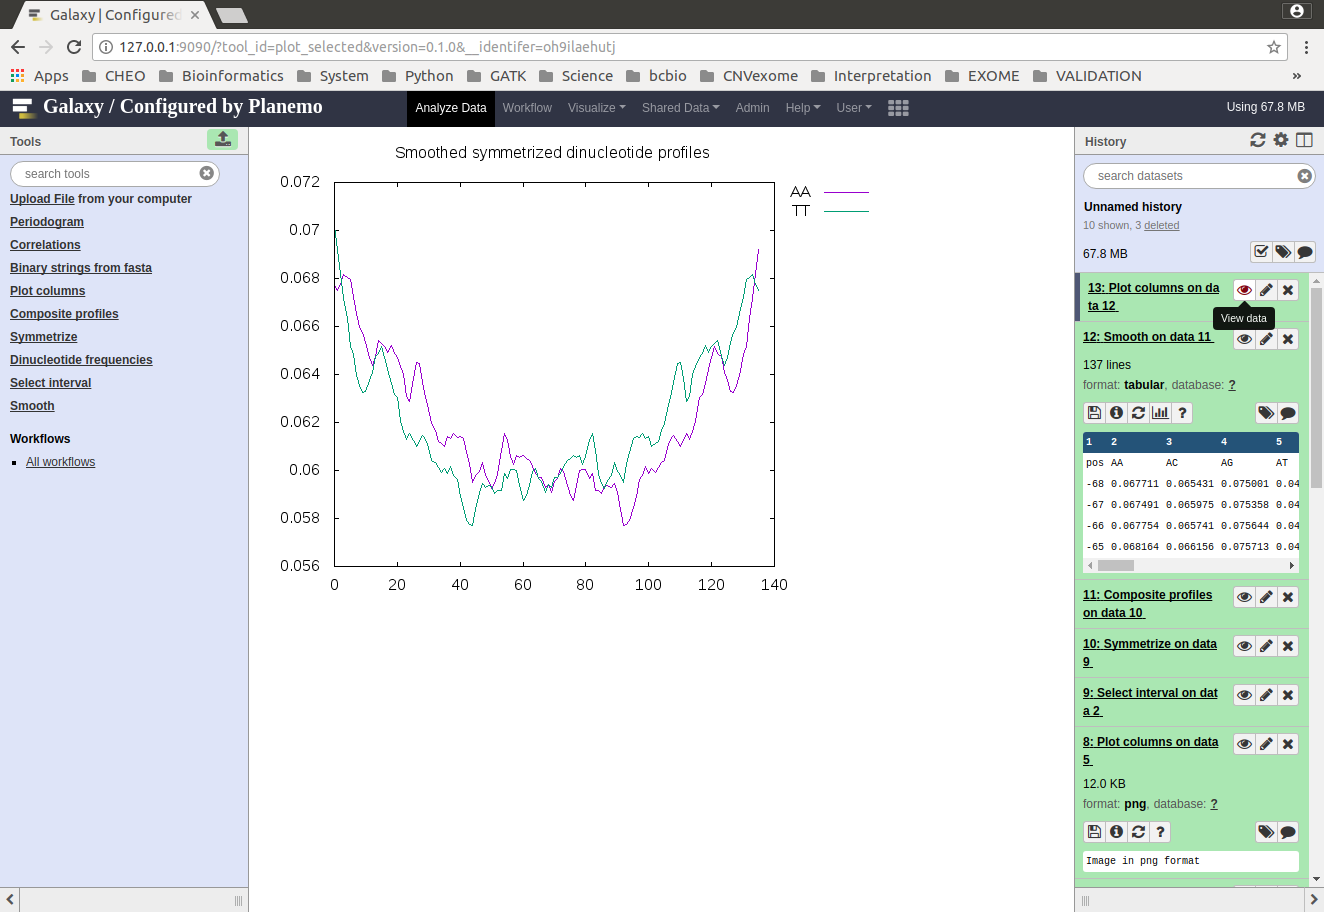 Galaxy | Configured
127.0.0.1:9090/?tool_id=plot_selected&version=0.1.0&__identifer=oh9ilaehutj
Apps CHEO Bioinformatics System Python GATK Science bcbio CNVexome Interpretation EXOME VALIDATION »
Galaxy / Configured by Planemo
Analyze Data Workflow Visualize Shared Data Admin Help User
Using 67.8 MB
Tools
search tools
Upload File from your computer
Periodogram
Correlations
Binary strings from fasta
Plot columns
Composite profiles
Symmetrize
Dinucleotide frequencies
Select interval
Smooth
Workflows
All workflows
Smoothed symmetrized dinucleotide profiles
AA
TT
0.072
0.07
0.068
0.066
0.064
0.062
0.06
0.058
0.056
0 20 40 60 80 100 120 140
History
search datasets
Unnamed history
10 shown, 3 deleted
67.8 MB
13: Plot columns on da
ta 12
View data
12: Smooth on data 11
137 lines
format: tabular, database: ?
?
1 2 3 4 5
pos AA AC AG AT
-68 0.067711 0.065431 0.075001 0.04
-67 0.067491 0.065975 0.075358 0.04
-66 0.067754 0.065741 0.075644 0.04
-65 0.068164 0.066156 0.075713 0.04
11: Composite profiles
on data 10
10: Symmetrize on data
9
9: Select interval on dat
a 2
8: Plot columns on data
5
12.0 KB
format: png, database: ?
?
Image in png format